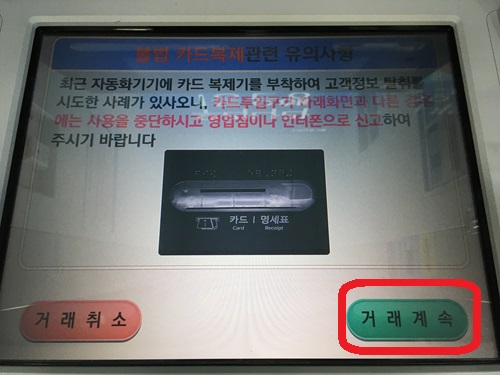 불법 카드복제관련 유의사항
최근 자동화기기에 카드 복제기를 부착하여 고객정보 탈취를
시도한 사례가 있사오니, 카드투입구가 아래화면과 다른 경우
에는 사용을 중단하시고 영업점이나 인터폰으로 신고하여
주시기 바랍니다
카드 | 명세표
Card Receipt
거래취소
거래계속